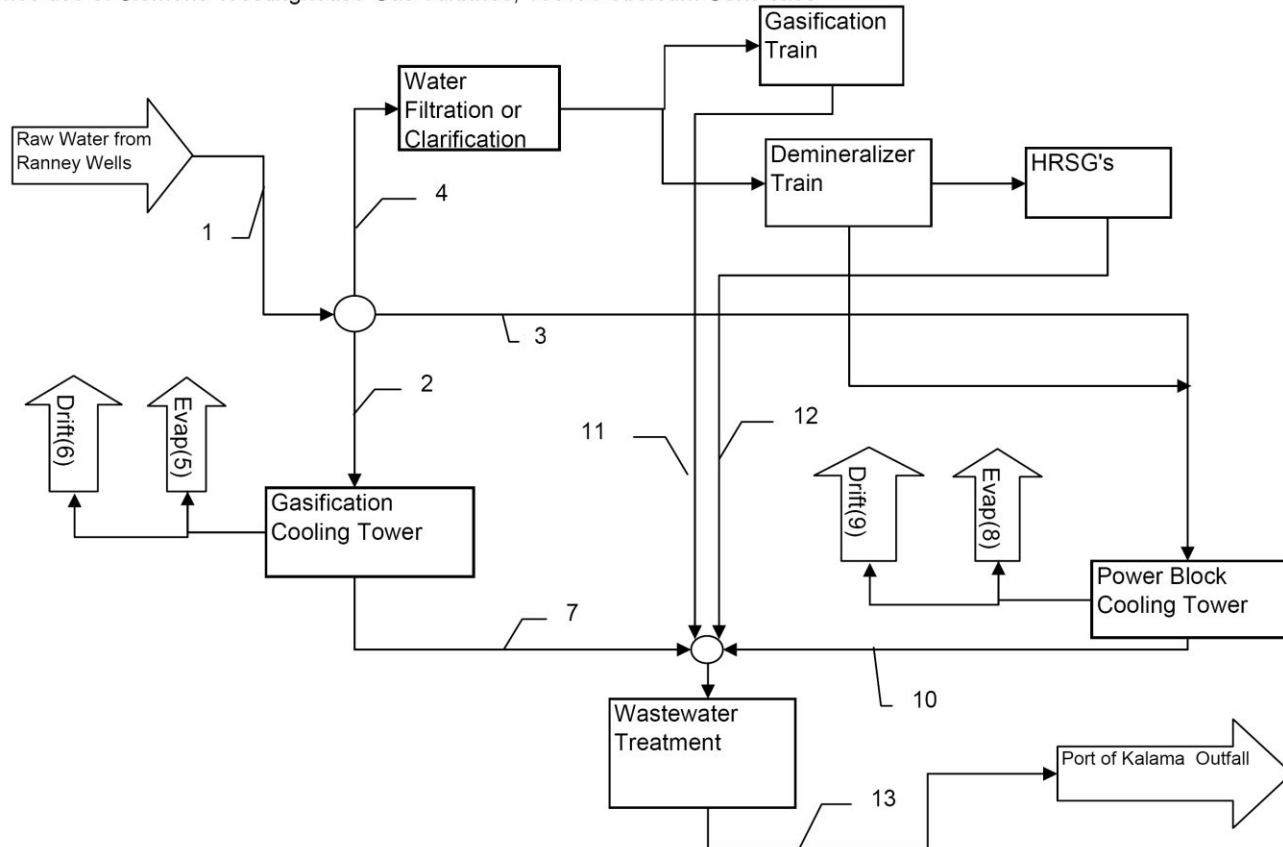 Gasification
Train
Water
Filtration or
Clarification
Raw Water from
Ranney Wells
Demineralizer
Train
HRSG's
4
1
3
2
Drift(6)
Evap(5)
11
12
Drift(9)
Evap(8)
Gasification
Cooling Tower
Power Block
Cooling Tower
7
10
Wastewater
Treatment
Port of Kalama Outfall
13